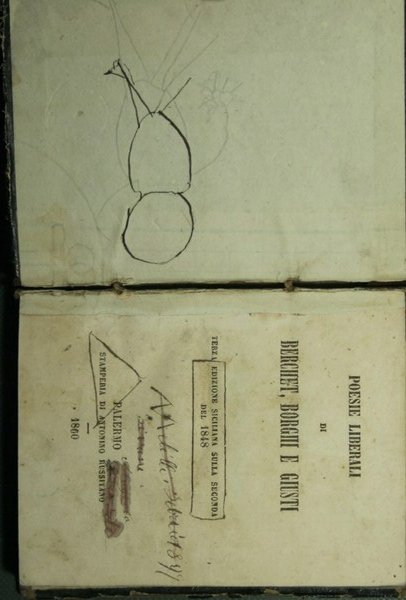 POESIE LIBERALI
DI
BERCHET, BORGHI E GIUSTI
TERZA EDIZIONE SICILIANA SULLA SECONDA
DEL 1848
PALERMO
STAMPERIA DI ANTONINO RUSSITANO
1860